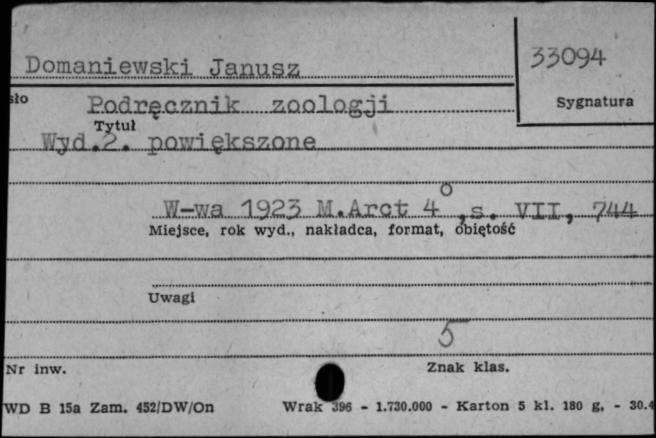 Domaniewski Janusz
33094
Sygnatura
sło Podręcznik zoologji
Tytuł
Wyd.2. powiększone
W-wa 1923 M.Arct 4°,s. VII, 744
Miejsce, rok wyd., nakładca, format, objętość
Uwagi
5
Nr inw. Znak klas.
WD B 15a Zam. 452/DW/On Wrak 396 - 1.730.000 - Karton 5 kl. 180 g. - 30.4